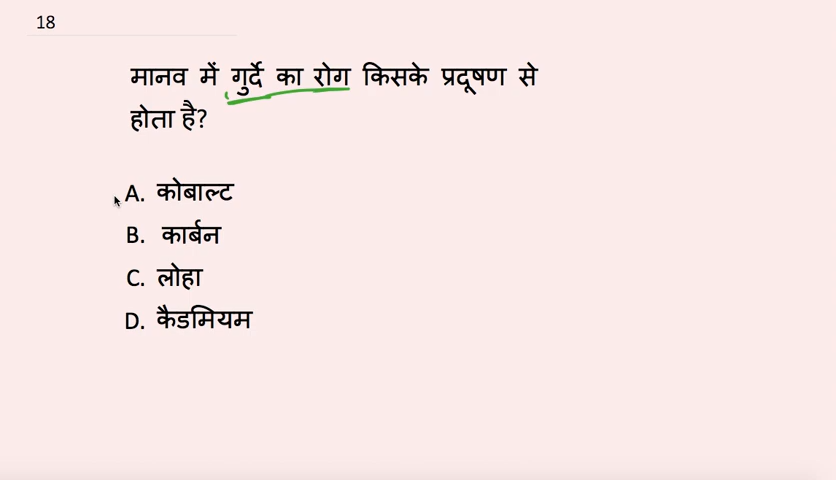 18
मानव में गुर्दे का रोग किसके प्रदूषण से
होता है?
A. कोबाल्ट
B. कार्बन
C. लोहा
D. कैडमियम